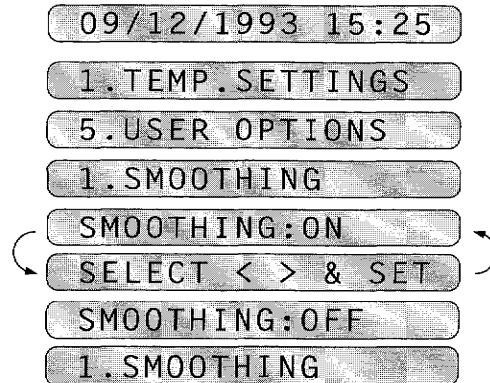 09/12/1993 15:25
1.TEMP.SETTINGS
5.USER OPTIONS
1.SMOOTHING
SMOOTHING:ON
SELECT < > & SET
SMOOTHING:OFF
1.SMOOTHING